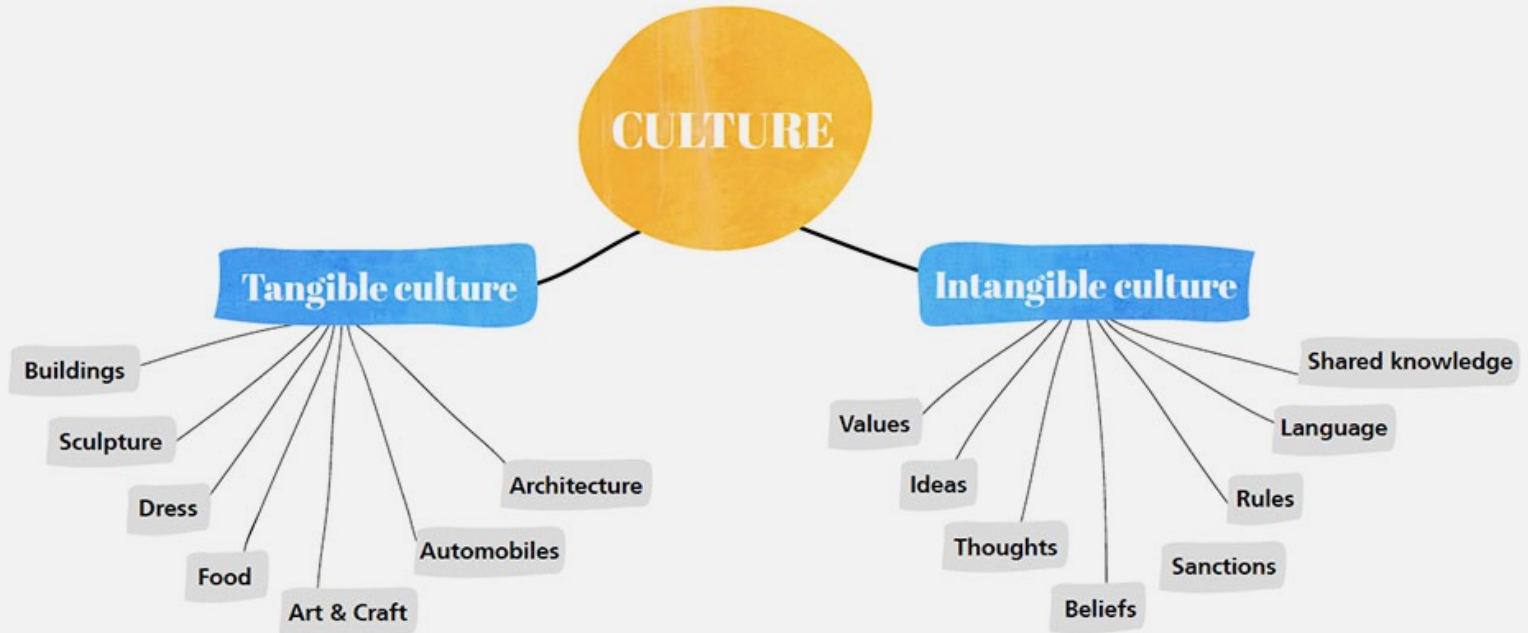 CULTURE
Tangible culture
Buildings
Sculpture
Dress
Food
Art & Craft
Automobiles
Architecture
Intangible culture
Values
Ideas
Thoughts
Beliefs
Sanctions
Rules
Language
Shared knowledge